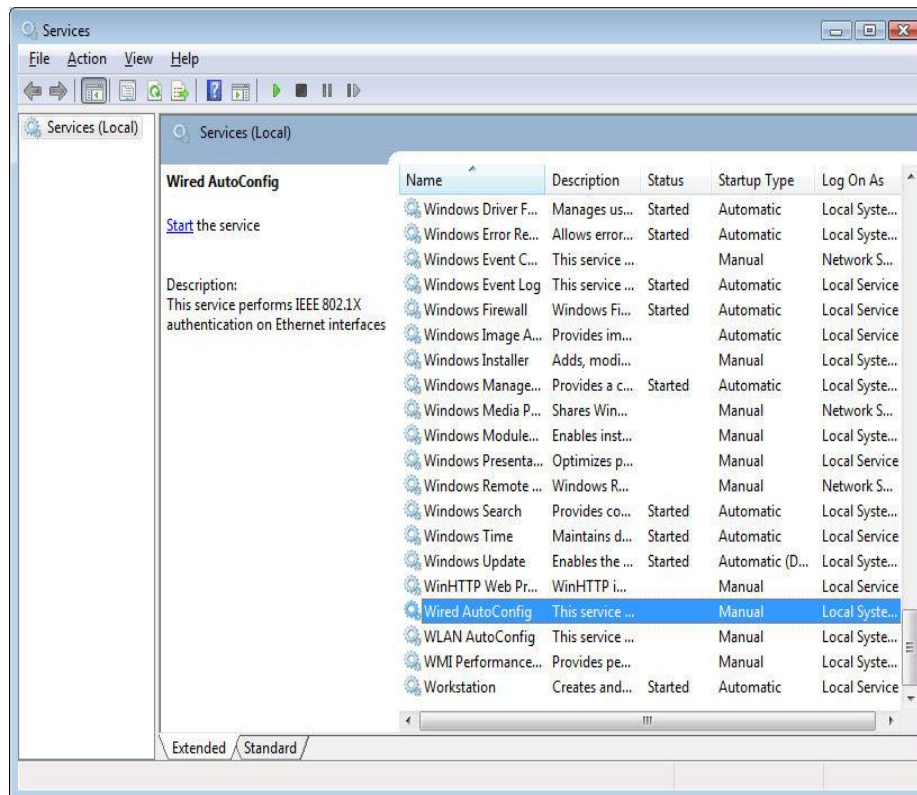 Services
File Action View Help
Services (Local)
Services (Local)
Wired AutoConfig
Start the service
Description:
This service performs IEEE 802.1X
authentication on Ethernet interfaces
Name Description Status Startup Type Log On As
Windows Driver F... Manages us... Started Automatic Local Syste...
Windows Error Re... Allows error... Started Automatic Local Syste...
Windows Event C... This service ... Manual Network S...
Windows Event Log This service ... Started Automatic Local Service
Windows Firewall Windows Fi... Started Automatic Local Service
Windows Image A... Provides im... Automatic Local Service
Windows Installer Adds, modi... Manual Local Syste...
Windows Manage... Provides a c... Started Automatic Local Syste...
Windows Media P... Shares Win... Manual Network S...
Windows Module... Enables inst... Manual Local Syste...
Windows Presenta... Optimizes p... Manual Local Service
Windows Remote ... Windows R... Manual Network S...
Windows Search Provides co... Started Automatic Local Syste...
Windows Time Maintains d... Started Automatic Local Service
Windows Update Enables the ... Started Automatic (D... Local Syste...
WinHTTP Web Pr... WinHTTP i... Manual Local Service
Wired AutoConfig This service ... Manual Local Syste...
WLAN AutoConfig This service ... Manual Local Syste...
WMI Performance... Provides pe... Manual Local Syste...
Workstation Creates and... Started Automatic Local Service
Extended Standard